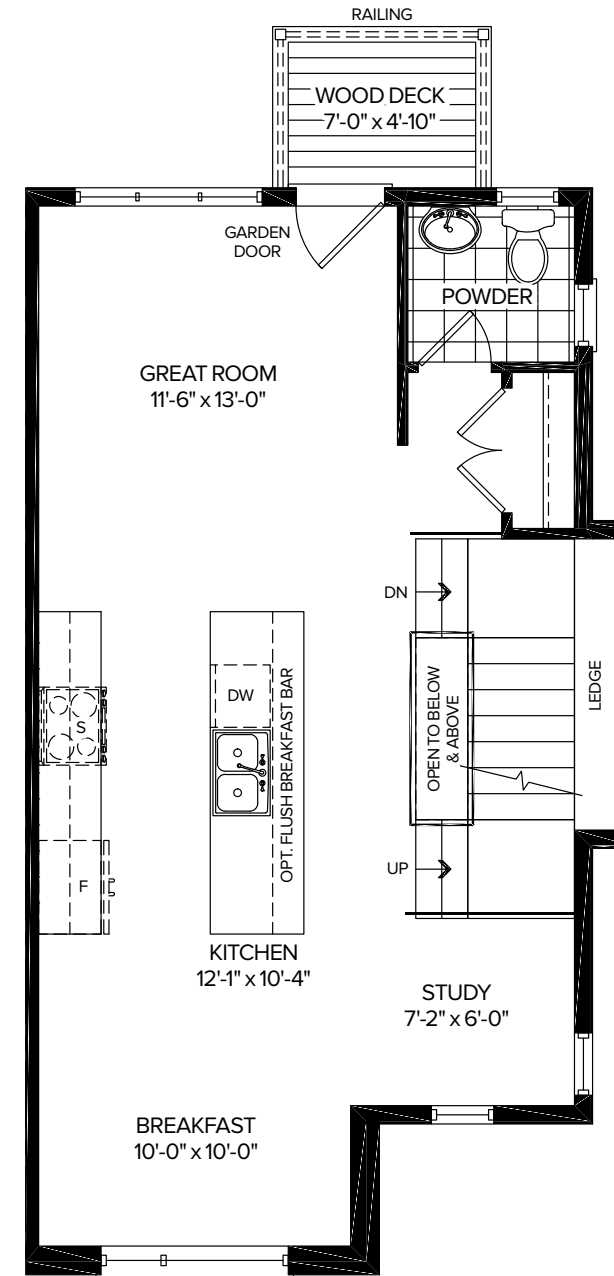 RAILING
WOOD DECK
7'-0" x 4'-10"
GARDEN
DOOR
POWDER
GREAT ROOM
11'-6" x 13'-0"
DN
LEDGE
OPEN TO BELOW
& ABOVE
DW
S
OPT. FLUSH BREAKFAST BAR
UP
F
KITCHEN
12'-1" x 10'-4"
STUDY
7'-2" x 6'-0"
BREAKFAST
10'-0" x 10'-0"